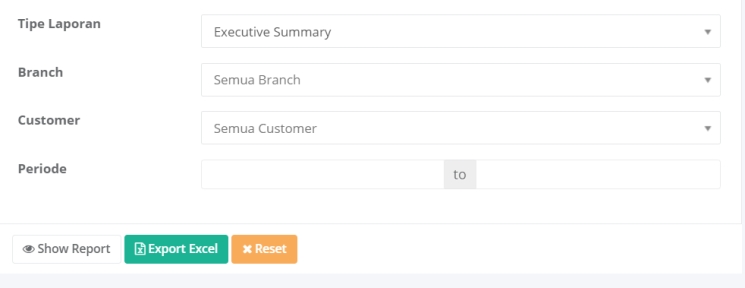 Tipe Laporan
Executive Summary
Branch
Semua Branch
Customer
Semua Customer
Periode
to
Show Report
Export Excel
Reset